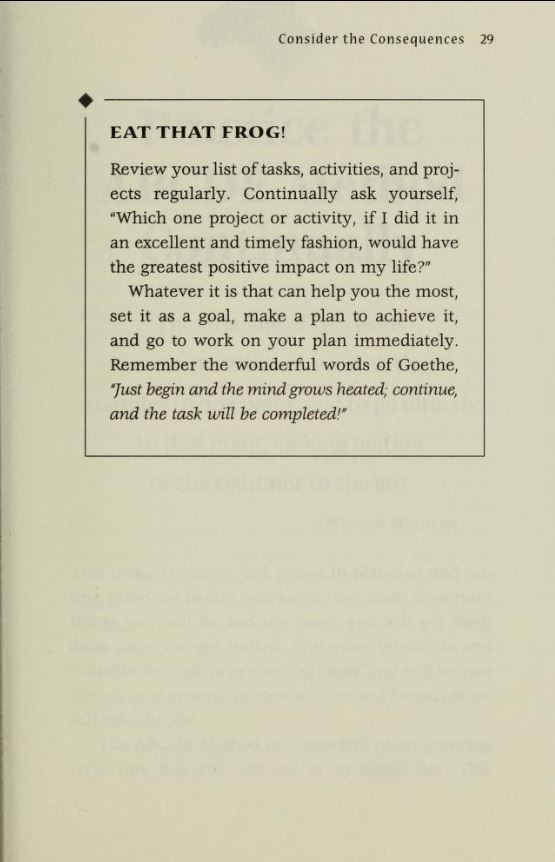 Consider the Consequences 29
EAT THAT FROG!
Review your list of tasks, activities, and proj-
ects regularly. Continually ask yourself,
"Which one project or activity, if I did it in
an excellent and timely fashion, would have
the greatest positive impact on my life?"
Whatever it is that can help you the most,
set it as a goal, make a plan to achieve it,
and go to work on your plan immediately.
Remember the wonderful words of Goethe,
"Just begin and the mind grows heated; continue,
and the task will be completed!"